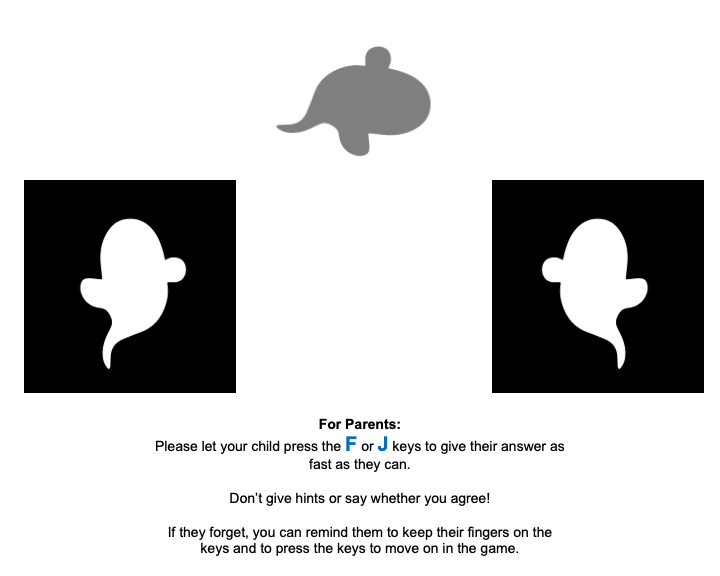 For Parents:
Please let your child press the F or J keys to give their answer as
fast as they can.
Don't give hints or say whether you agree!
If they forget, you can remind them to keep their fingers on the
keys and to press the keys to move on in the game.